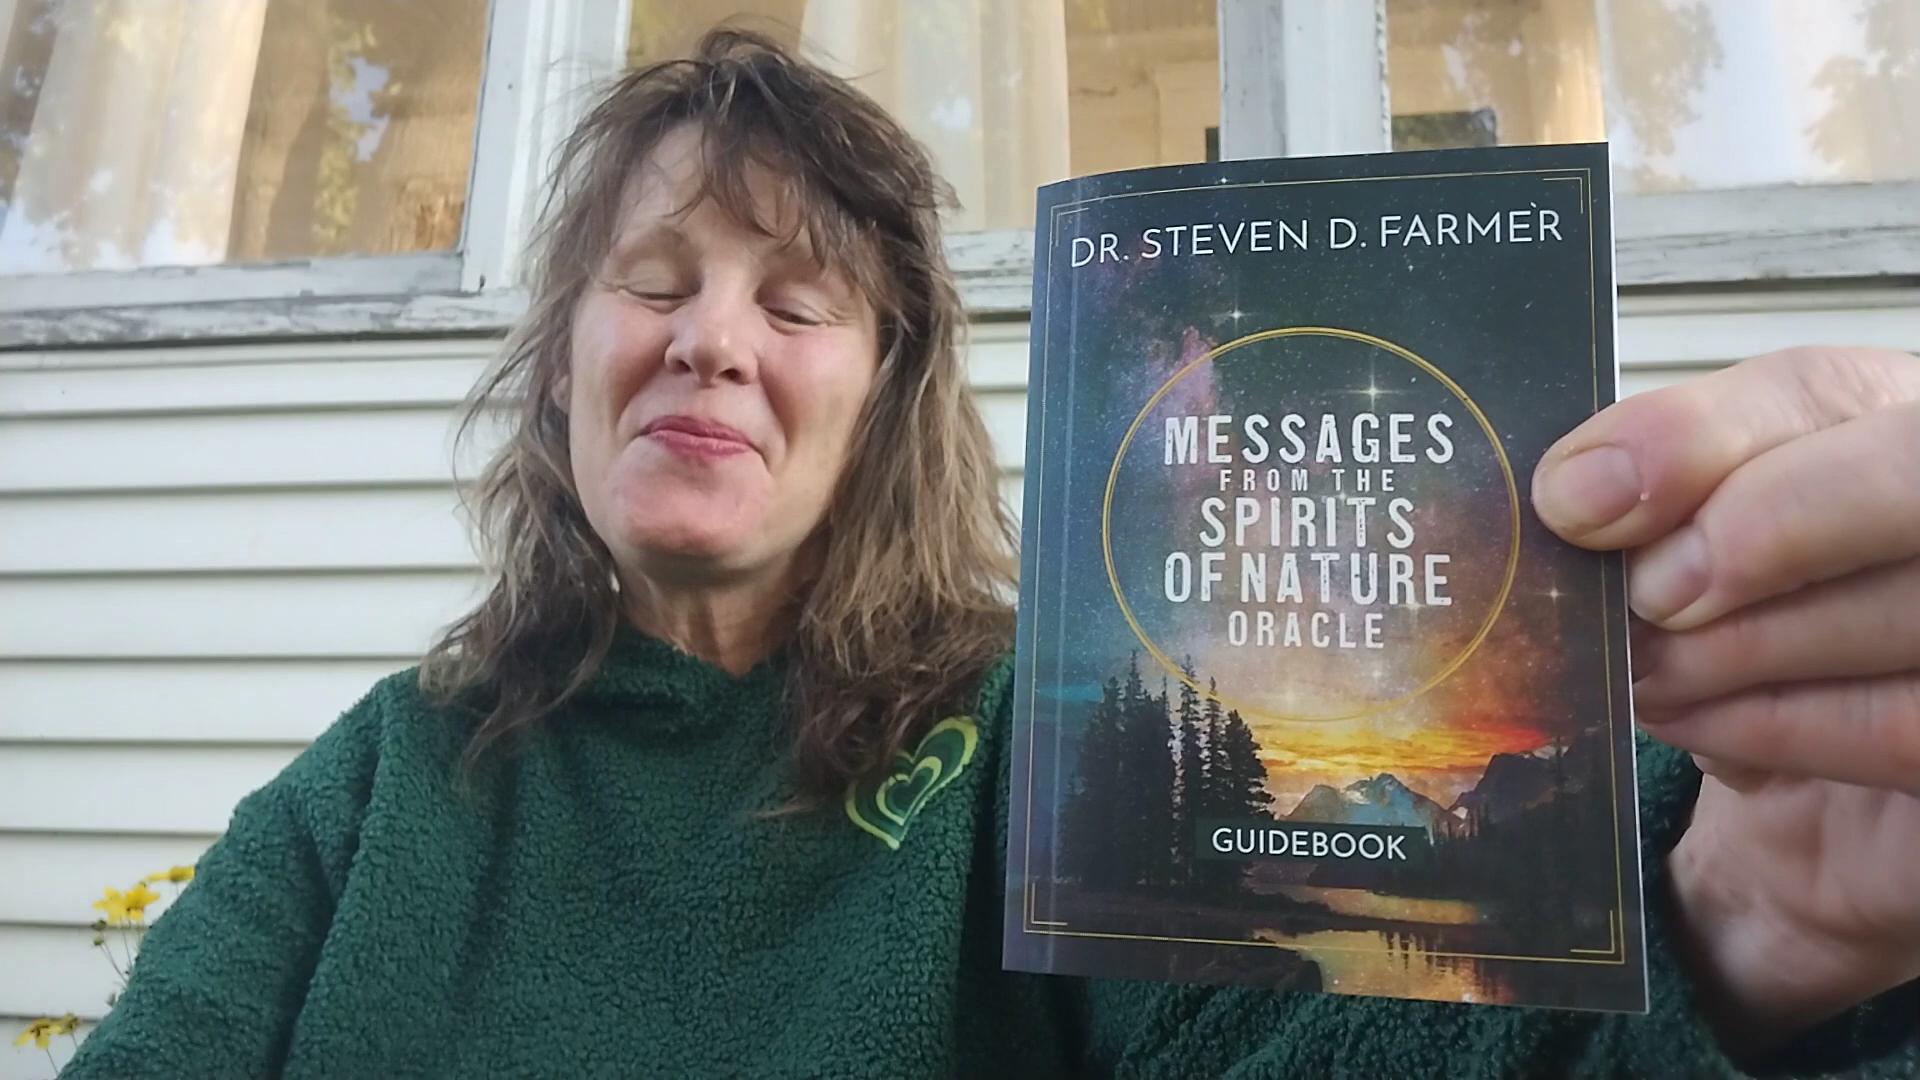 DR. STEVEN D. FARMER
MESSAGES
FROM THE
SPIRITS
OF NATURE
ORACLE
GUIDEBOOK